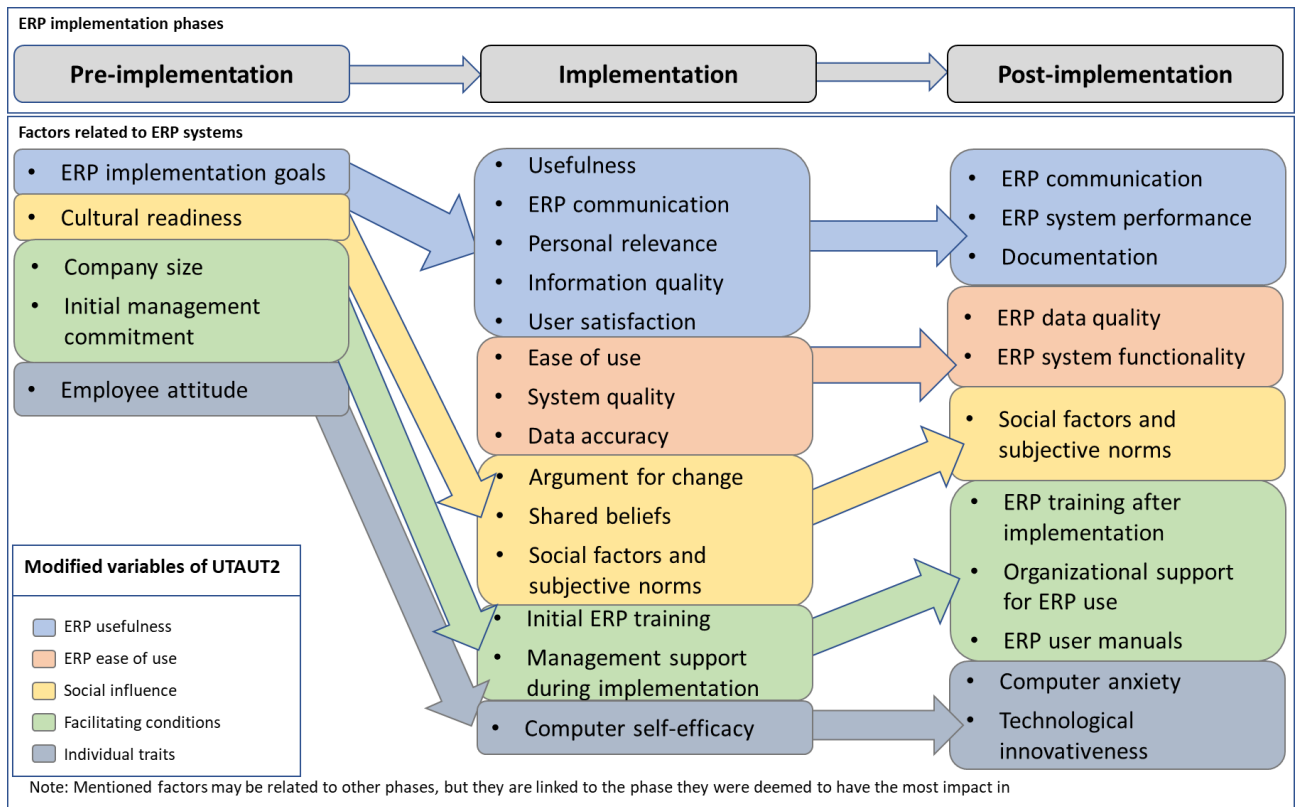 ERP implementation phases
Pre-implementation
Implementation
Post-implementation
Factors related to ERP systems
• ERP implementation goals
• Cultural readiness
• Company size
• Initial management
commitment
• Employee attitude
• Usefulness
• ERP communication
• Personal relevance
• Information quality
• User satisfaction
• Ease of use
• System quality
• Data accuracy
• Argument for change
• Shared beliefs
• Social factors and
subjective norms
• Initial ERP training
• Management support
during implementation
• Computer self-efficacy
• ERP communication
• ERP system performance
• Documentation
• ERP data quality
• ERP system functionality
• Social factors and
subjective norms
• ERP training after
implementation
• Organizational support
for ERP use
• ERP user manuals
• Computer anxiety
• Technological
innovativeness
Modified variables of UTAUT2
ERP usefulness
ERP ease of use
Social influence
Facilitating conditions
Individual traits
Note: Mentioned factors may be related to other phases, but they are linked to the phase they were deemed to have the most impact in